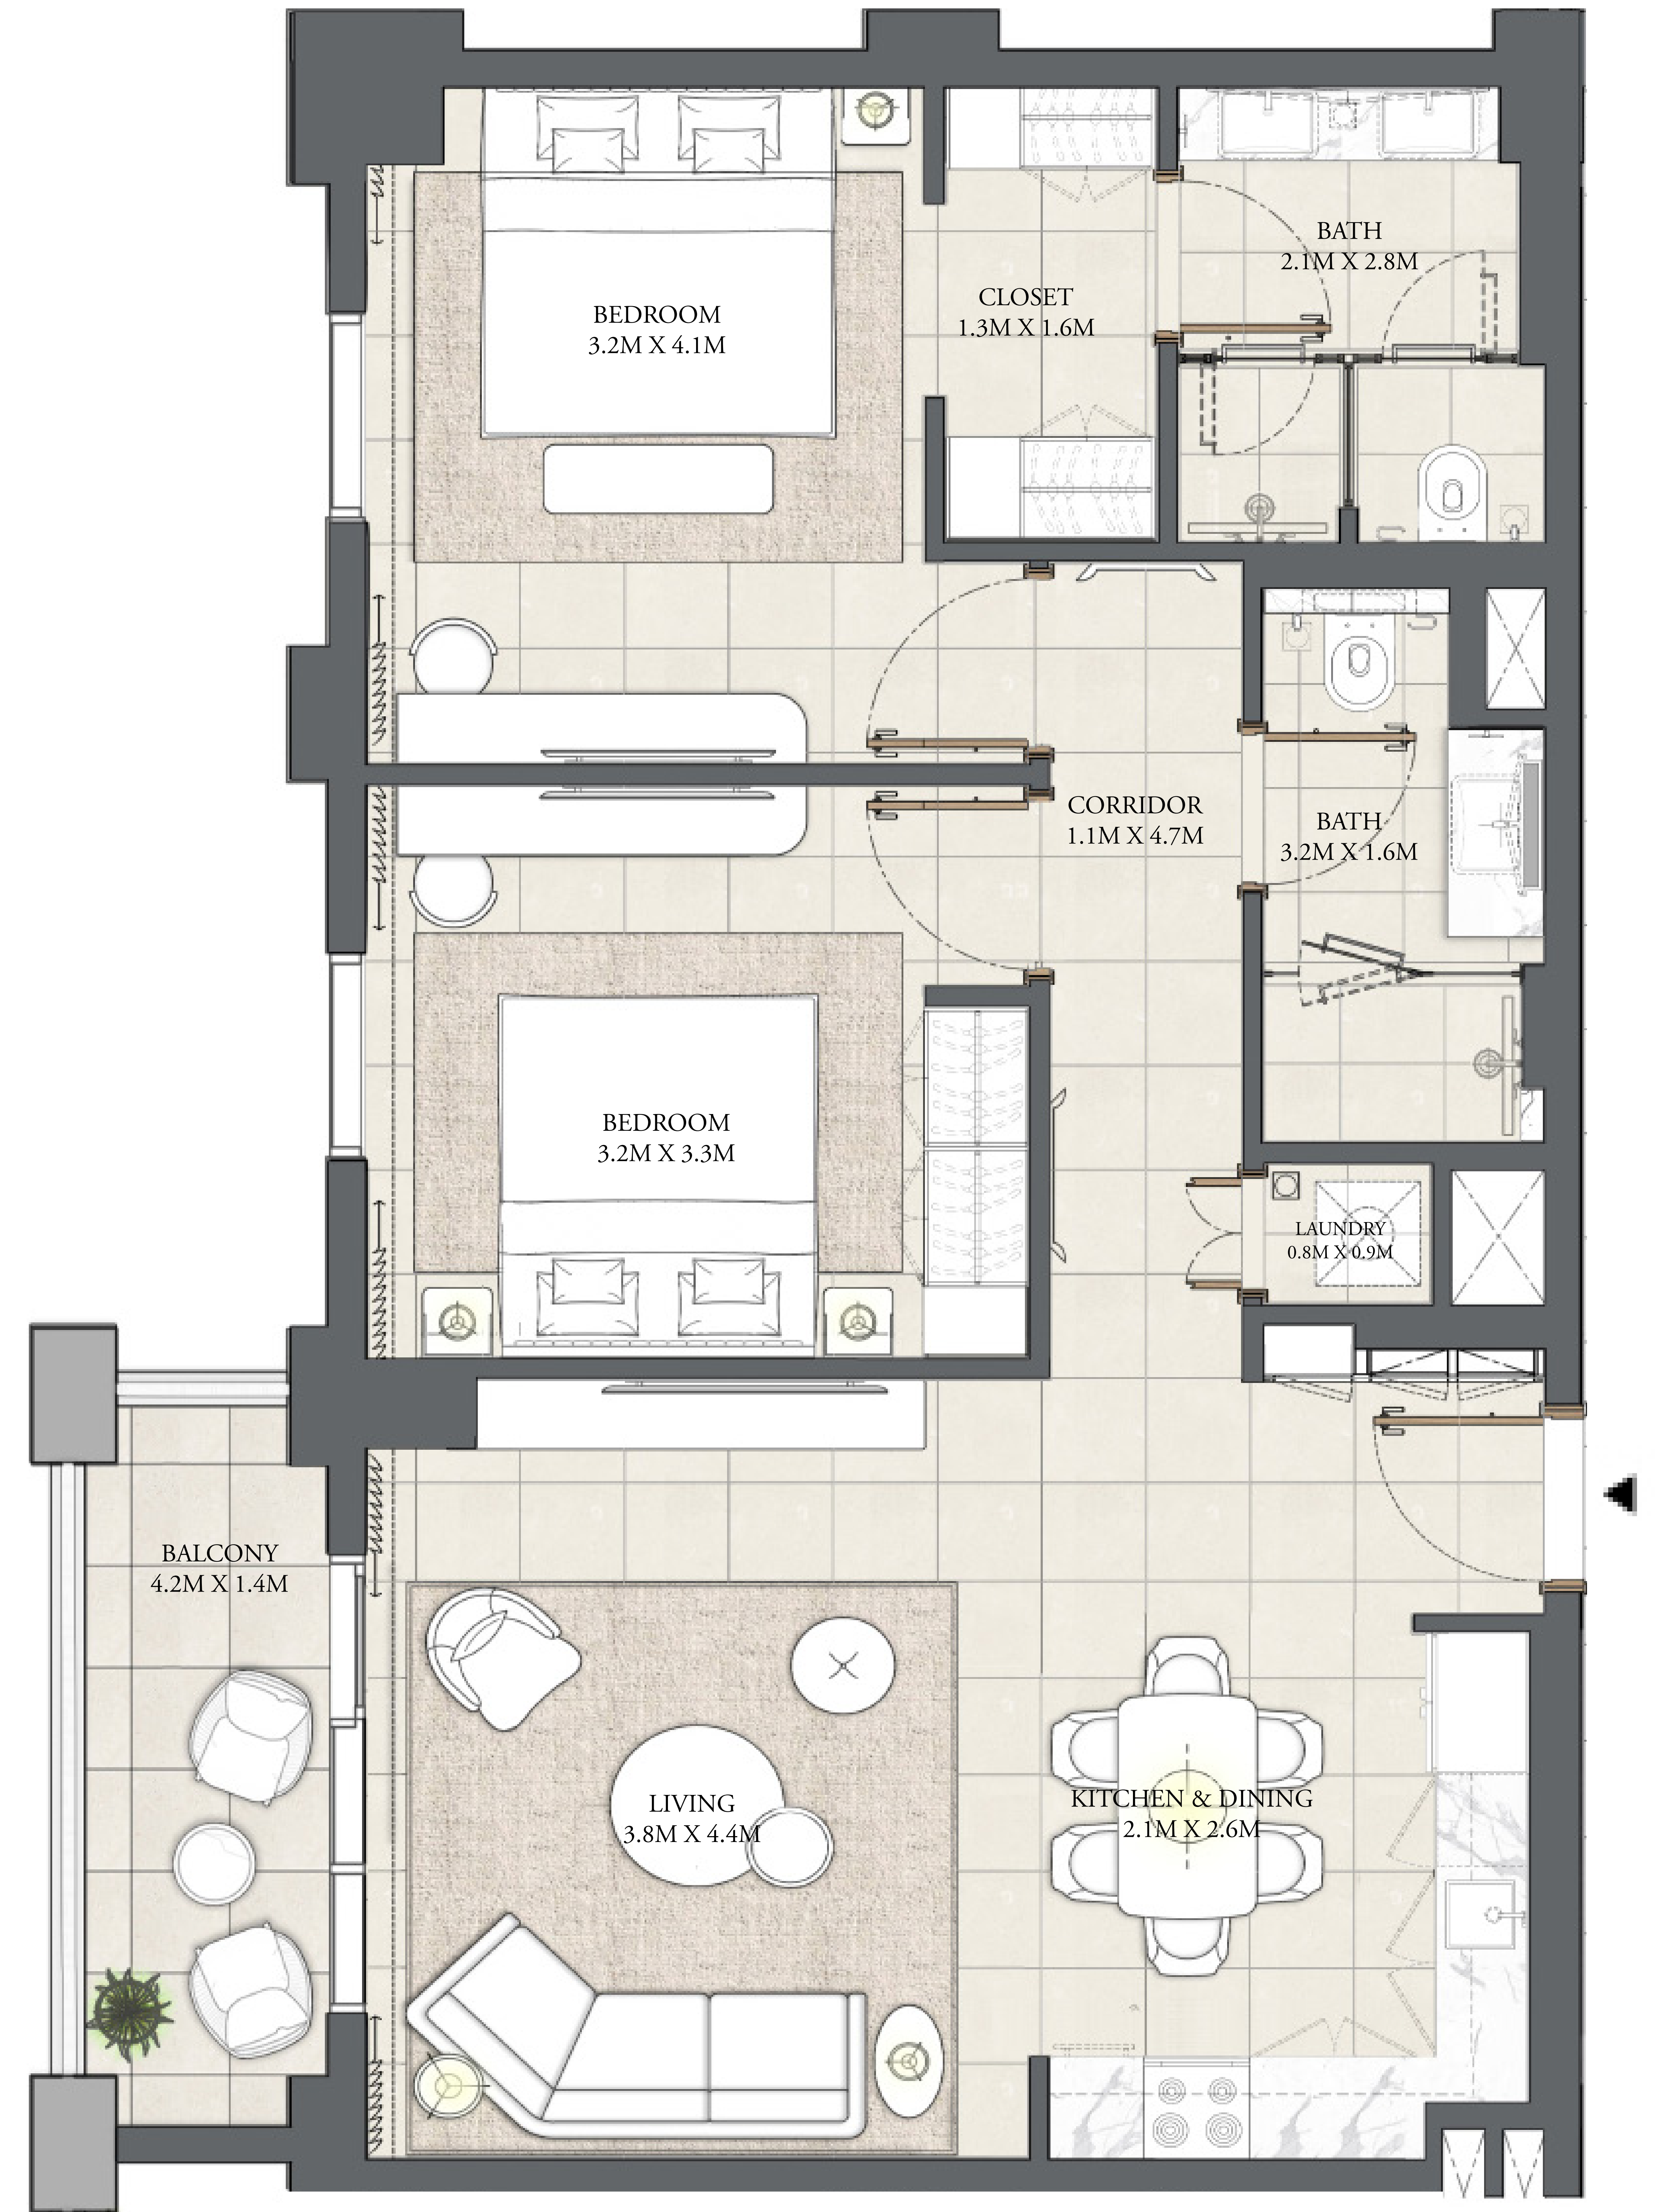 BATH
2.1M X 2.8M
CLOSET
1.3M X 1.6M
BEDROOM
3.2M X 4.1M
CORRIDOR
1.1M X 4.7M
BATH
3.2M X 1.6M
BEDROOM
3.2M X 3.3M
LAUNDRY
0.8M X 0.9M
BALCONY
4.2M X 1.4M
LIVING
3.8M X 4.4M
KITCHEN & DINING
2.1M X 2.6M